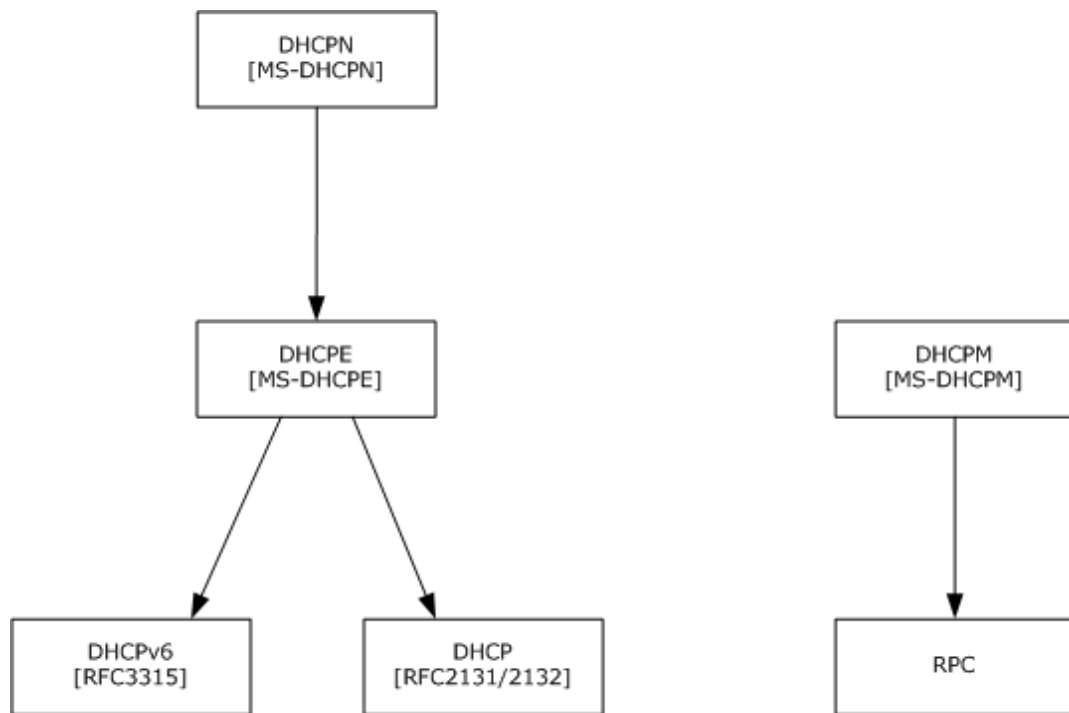 DHCPN
[MS-DHCPN]
DHCPE
[MS-DHCPE]
DHCPM
[MS-DHCPM]
DHCPv6
[RFC3315]
DHCP
[RFC2131/2132]
RPC